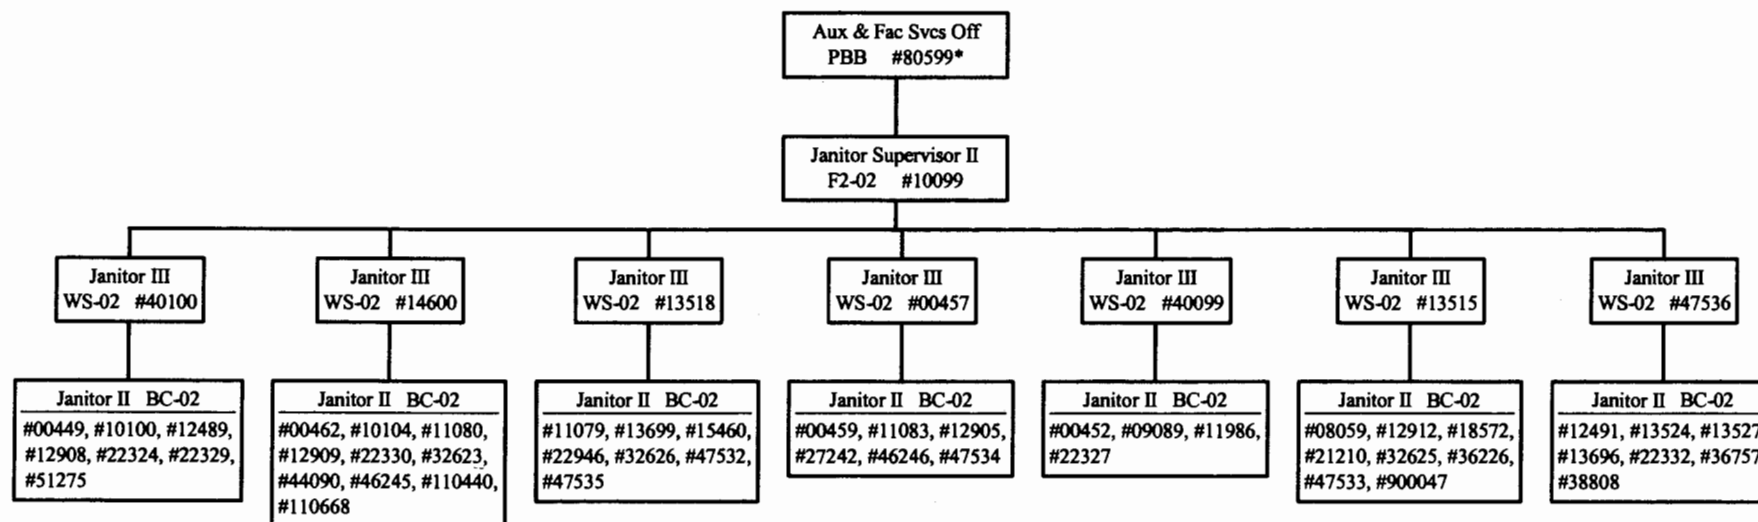 Aux & Fac Svcs Off
PBB #80599*
Janitor Supervisor II
F2-02 #10099
Janitor III
WS-02 #40100
Janitor III
WS-02 #14600
Janitor III
WS-02 #13518
Janitor III
WS-02 #00457
Janitor III
WS-02 #40099
Janitor III
WS-02 #13515
Janitor III
WS-02 #47536
Janitor II BC-02
#00449, #10100, #12489,
#12908, #22324, #22329,
#51275
Janitor II BC-02
#00462, #10104, #11080,
#12909, #22330, #32623,
#44090, #46245, #110440,
#110668
Janitor II BC-02
#11079, #13699, #15460,
#22946, #32626, #47532,
#47535
Janitor II BC-02
#00459, #11083, #12905,
#27242, #46246, #47534
Janitor II BC-02
#00452, #09089, #11986,
#22327
Janitor II BC-02
#08059, #12912, #18572,
#21210, #32625, #36226,
#47533, #900047
Janitor II BC-02
#12491, #13524, #13527
#13696, #22332, #36757
#38808